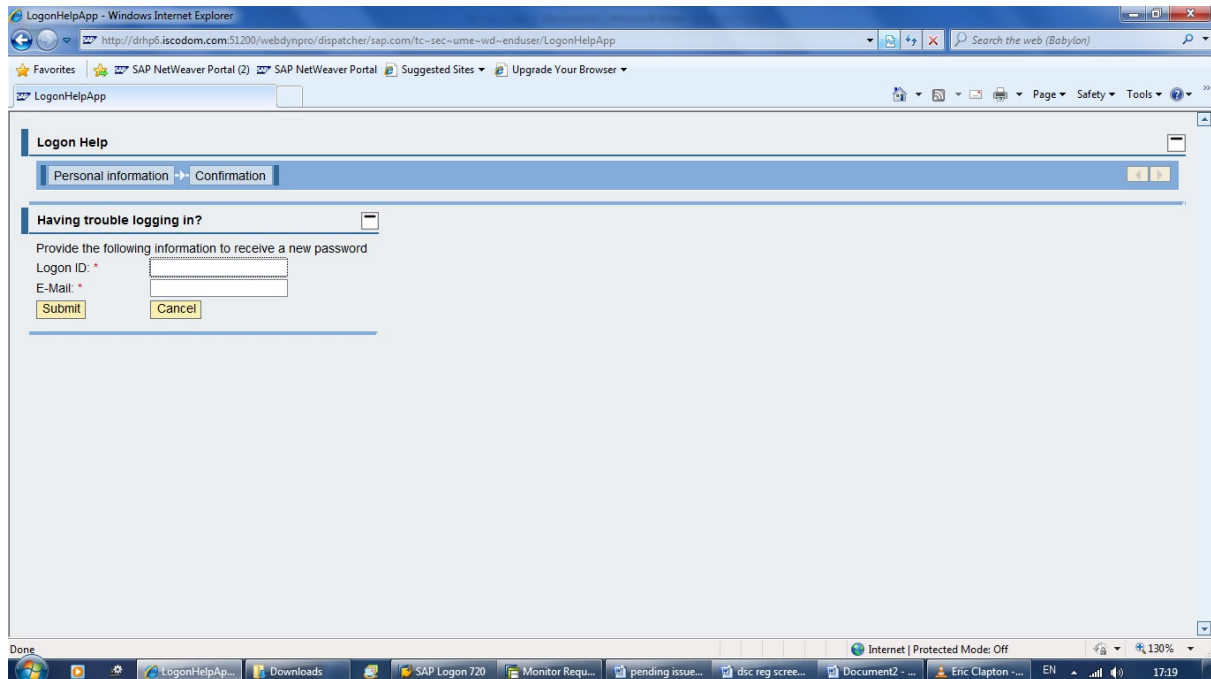 LogonHelpApp - Windows Internet Explorer
http://drhp6.iscodom.com:51200/webdynpro/dispatcher/sap.com/tc~sec~ume~wd~enduser/LogonHelpApp
Search the web (Babylon)
Favorites SAP NetWeaver Portal (2) SAP NetWeaver Portal Suggested Sites Upgrade Your Browser
LogonHelpApp Page Safety Tools
Logon Help
Personal information Confirmation
Having trouble logging in?
Provide the following information to receive a new password
Logon ID: *
E-Mail: *
Submit Cancel
Done Internet | Protected Mode: Off 130%
LogonHelpAp... Downloads SAP Logon 720 Monitor Requ... pending issue... dsc reg scree... Document2 - ... Eric Clapton -... EN 17:19